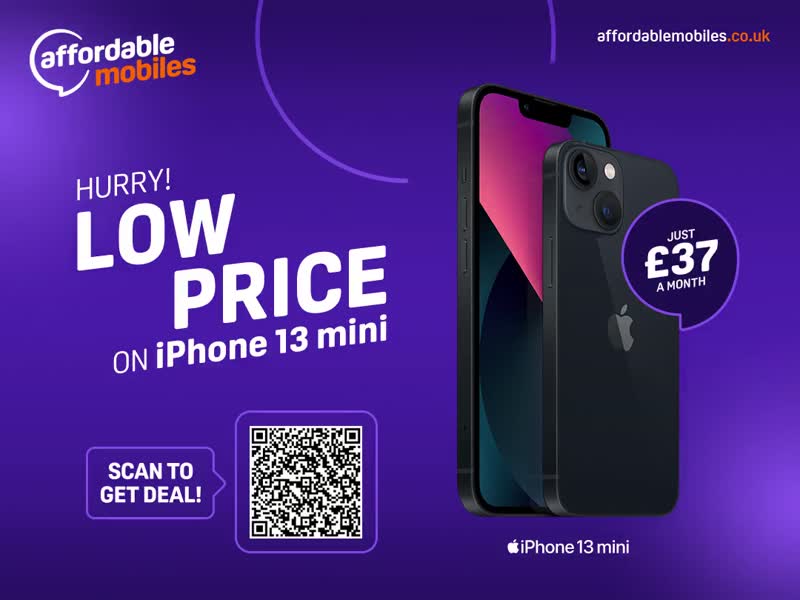 affordable
mobiles
affordablemobiles.co.uk
HURRY!
LOW
PRICE
ON iPhone 13 mini
JUST
£37
A MONTH
SCAN TO
GET DEAL!
iPhone 13 mini